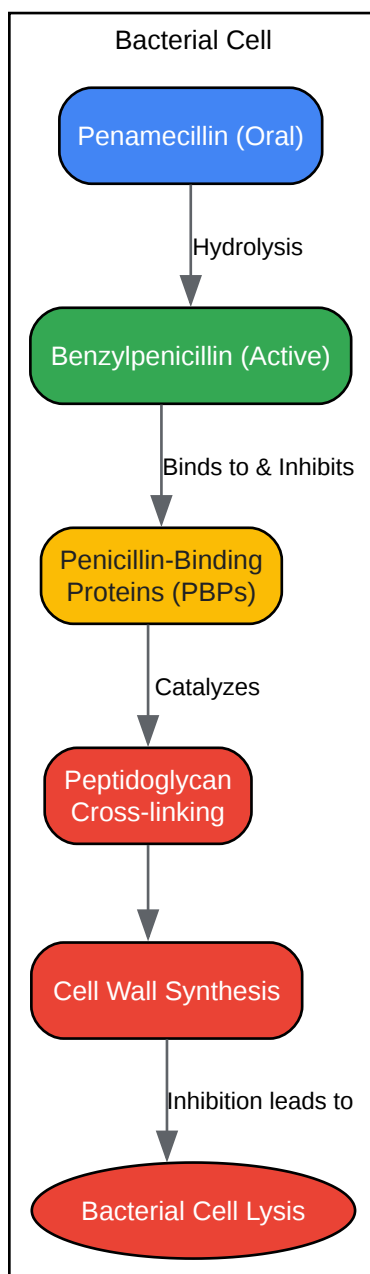 Bacterial Cell
Penamecillin (Oral)
Hydrolysis
Benzylpenicillin (Active)
Binds to & Inhibits
Penicillin-Binding
Proteins (PBPs)
Catalyzes
Peptidoglycan
Cross-linking
Cell Wall Synthesis
Inhibition leads to
Bacterial Cell Lysis